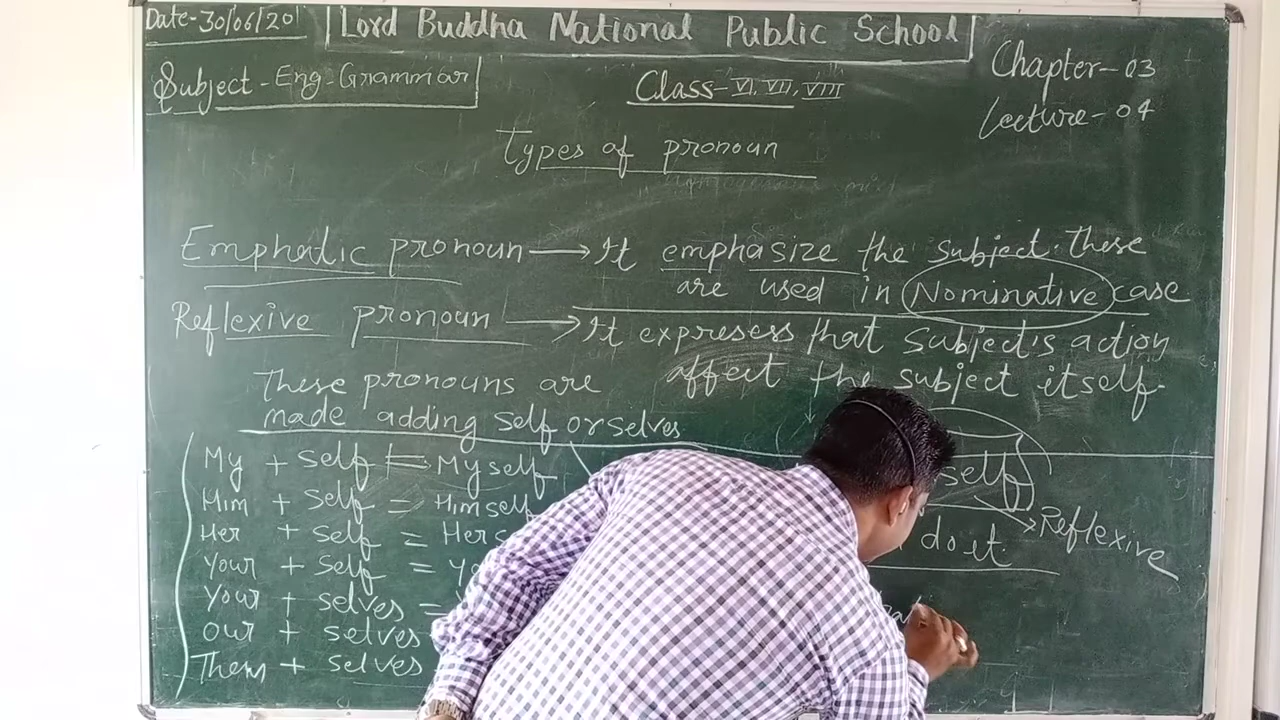 Date-30/06/20
Lord Buddha National Public School
Subject-Eng-Grammar
Class-VI, VII, VIII
Chapter-03
Lecture-04
Types of pronoun
Emphatic pronoun → It emphasize the subject. These
are used in Nominative case
Reflexive pronoun → It expresses that subject's action
affect the subject itself.
These pronouns are
made adding self or selves
My + self = Myself
Him + self = Himself
Her + self = Hers
Your + self = yo
Your + selves =
our + selves
Them + selves
self
Reflexive
do it.